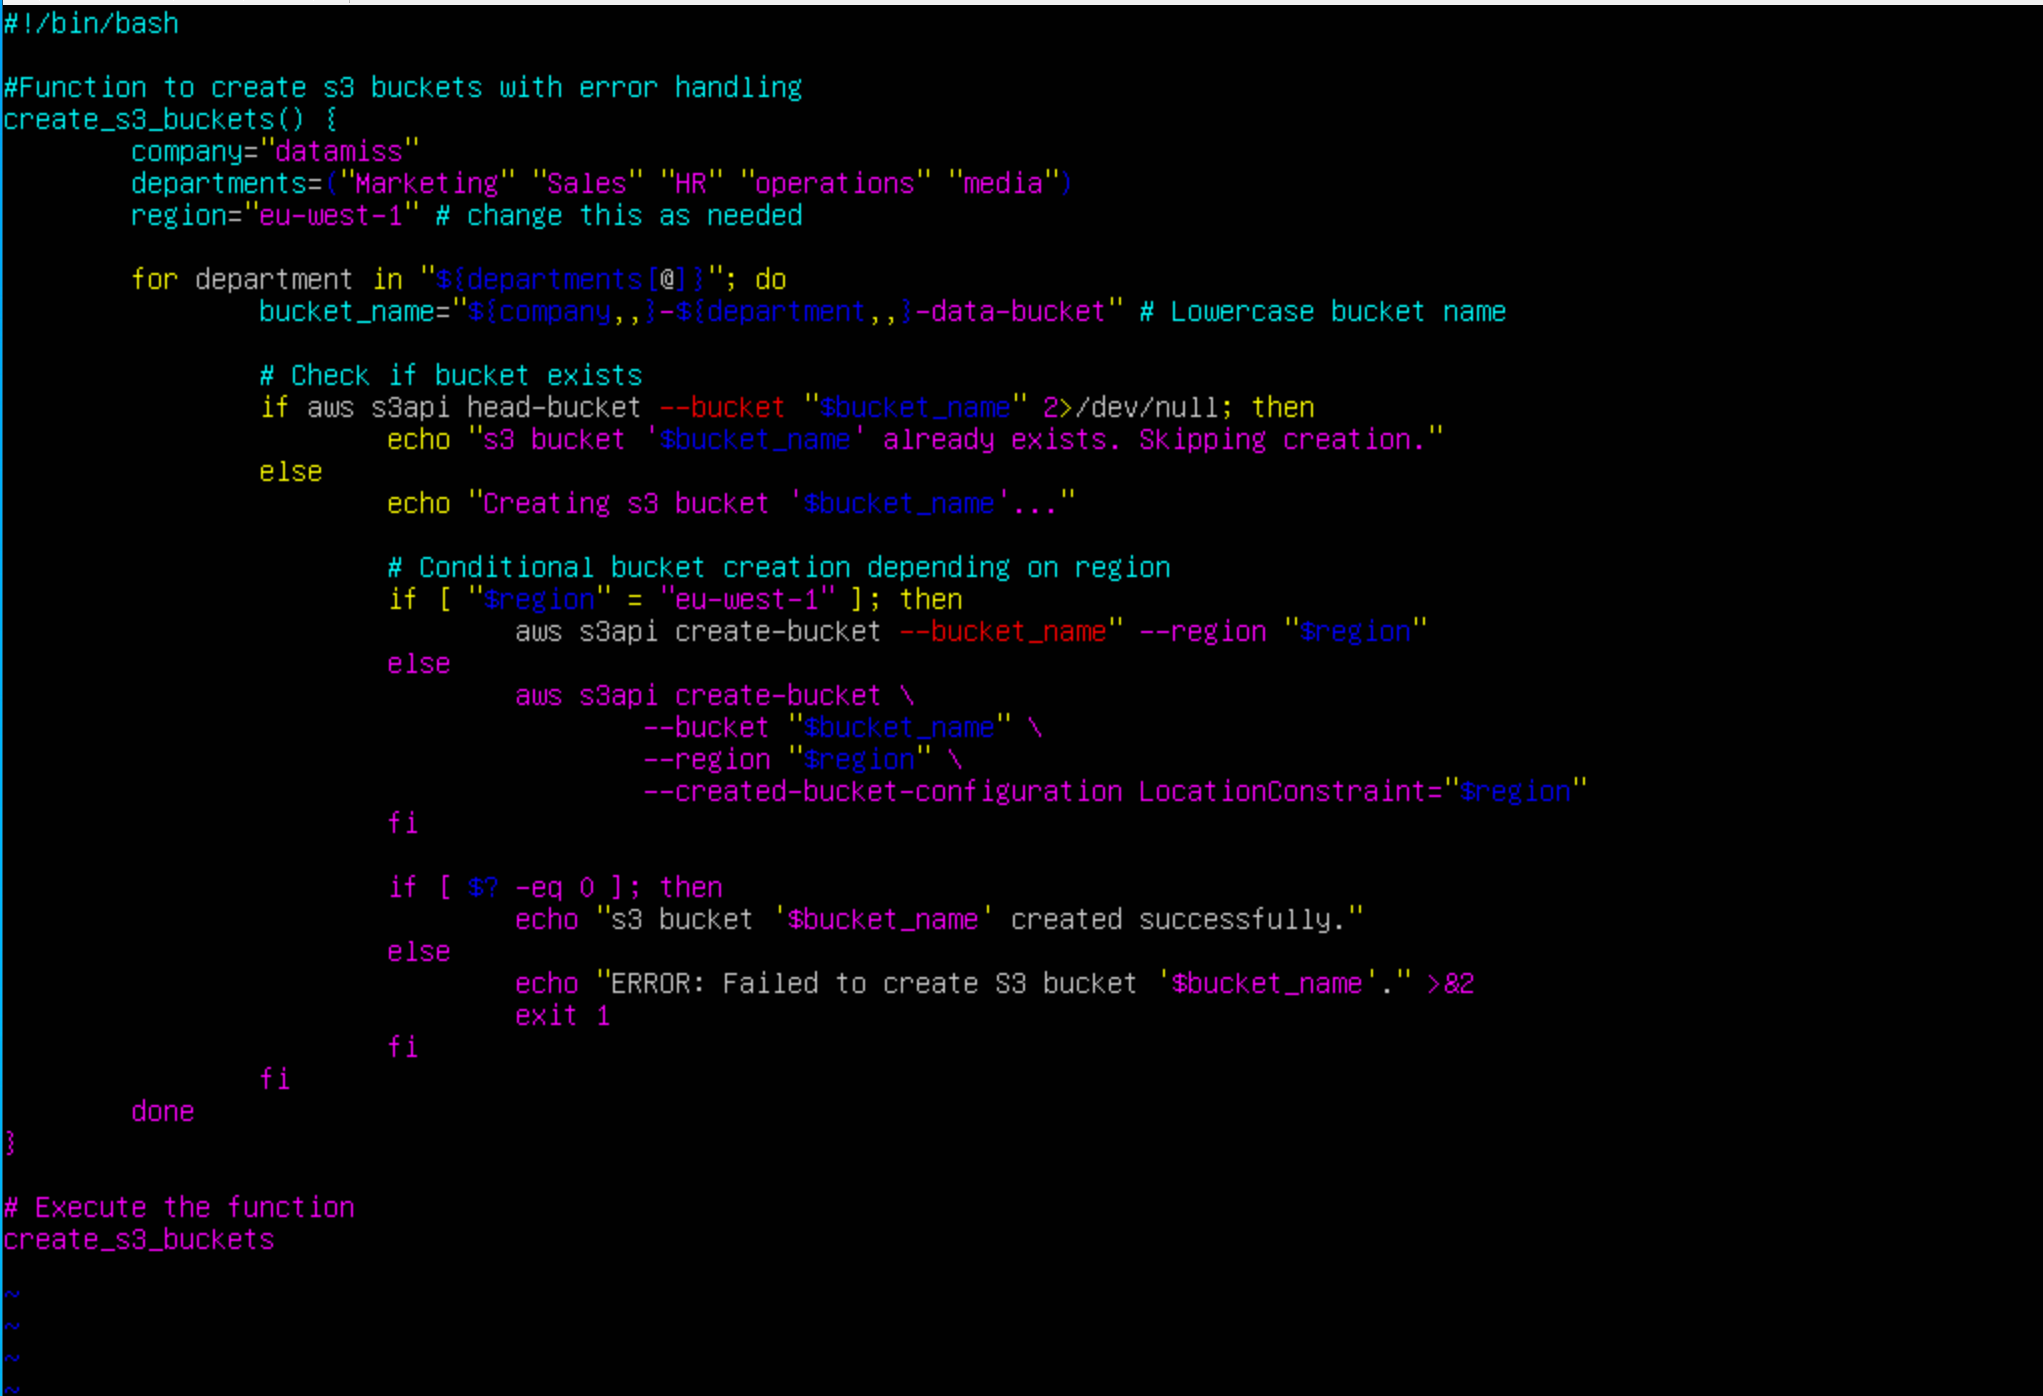 #!/bin/bash
#Function to create s3 buckets with error handling
create_s3_buckets() {
company="datamiss"
departments=("Marketing" "Sales" "HR" "operations" "media")
region="eu-west-1" # change this as needed
for department in "${departments[@]}"; do
bucket_name="${company,,}-${department,,}-data-bucket" # Lowercase bucket name
# Check if bucket exists
if aws s3api head-bucket --bucket "$bucket_name" 2>/dev/null; then
echo "s3 bucket '$bucket_name' already exists. Skipping creation."
else
echo "Creating s3 bucket '$bucket_name'..."
# Conditional bucket creation depending on region
if [ "$region" = "eu-west-1" ]; then
aws s3api create-bucket --bucket_name" --region "$region"
else
aws s3api create-bucket \
--bucket "$bucket_name" \
--region "$region" \
--created-bucket-configuration LocationConstraint="$region"
fi
if [ $? -eq 0 ]; then
echo "s3 bucket '$bucket_name' created successfully."
else
echo "ERROR: Failed to create S3 bucket '$bucket_name'." >&2
exit 1
fi
fi
done
}
# Execute the function
create_s3_buckets
~
~
~
~